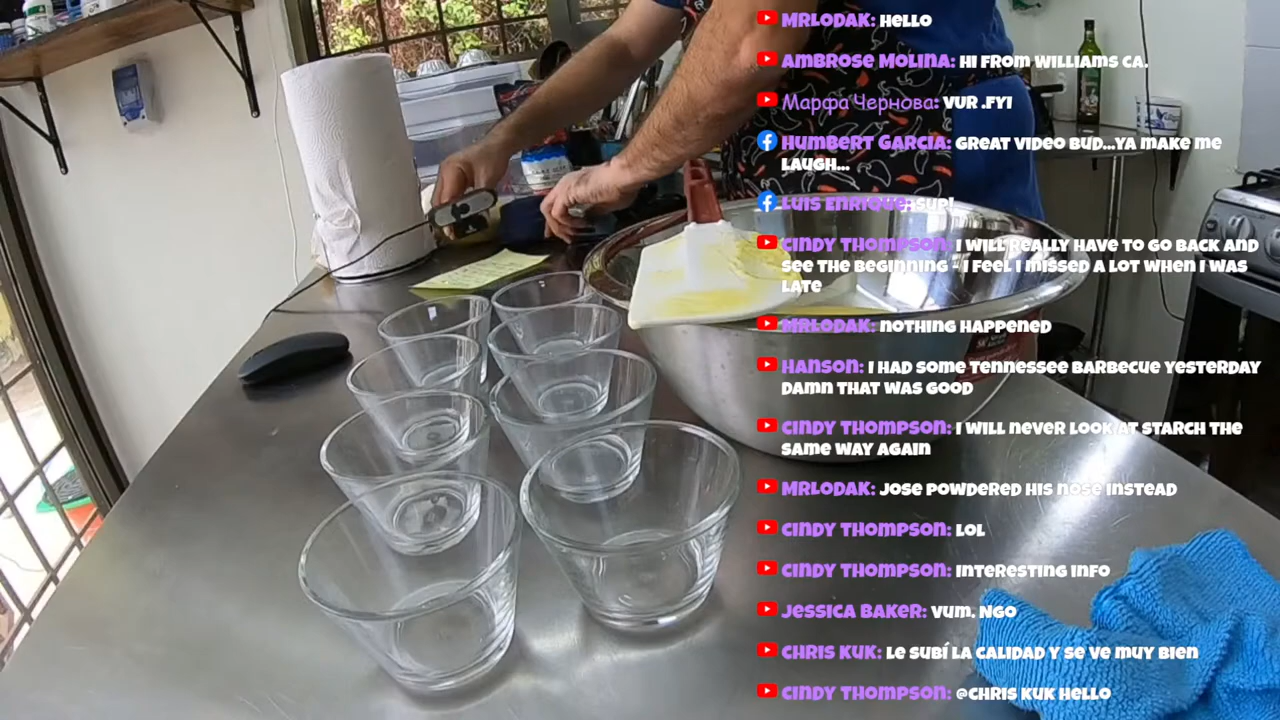 MRLODAK: HELLO
AMBROSE MOLINA: HI FROM WILLIAMS CA.
Марфа Чернова: VUR .FYI
HUMBERT GARCIA: GREAT VIDEO BUD...YA MAKE ME
LAUGH...
LUIS ENRIQUE: SUP!
CINDY THOMPSON: I WILL REALLY HAVE TO GO BACK AND
SEE THE BEGINNING - I FEEL I MISSED A LOT WHEN I WAS
LATE
MRLODAK: NOTHING HAPPENED
HANSON: I HAD SOME TENNESSEE BARBECUE YESTERDAY
DAMN THAT WAS GOOD
CINDY THOMPSON: I WILL NEVER LOOK AT STARCH THE
SAME WAY AGAIN
MRLODAK: JOSE POWDERED HIS NOSE INSTEAD
CINDY THOMPSON: LOL
CINDY THOMPSON: INTERESTING INFO
JESSICA BAKER: VUM. NGO
CHRIS KUK: LE SUBÍ LA CALIDAD Y SE VE MUY BIEN
CINDY THOMPSON: @CHRIS KUK HELLO